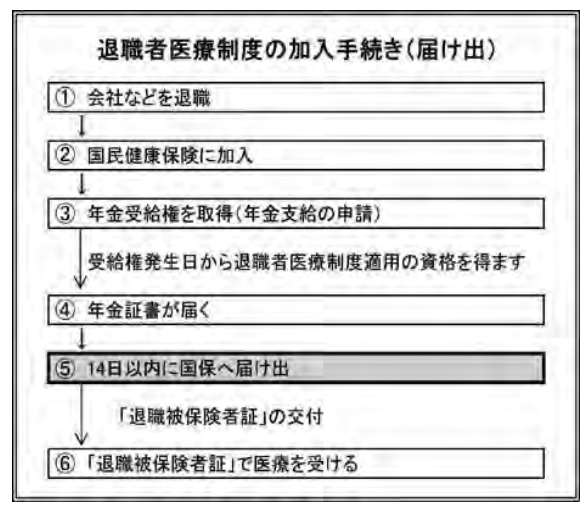 退職者医療制度の加入手続き(届け出)
① 会社などを退職
② 国民健康保険に加入
③ 年金受給権を取得(年金支給の申請)
受給権発生日から退職者医療制度適用の資格を得ます
④ 年金証書が届く
⑤ 14日以内に国保へ届け出
「退職被保険者証」の交付
⑥ 「退職被保険者証」で医療を受ける